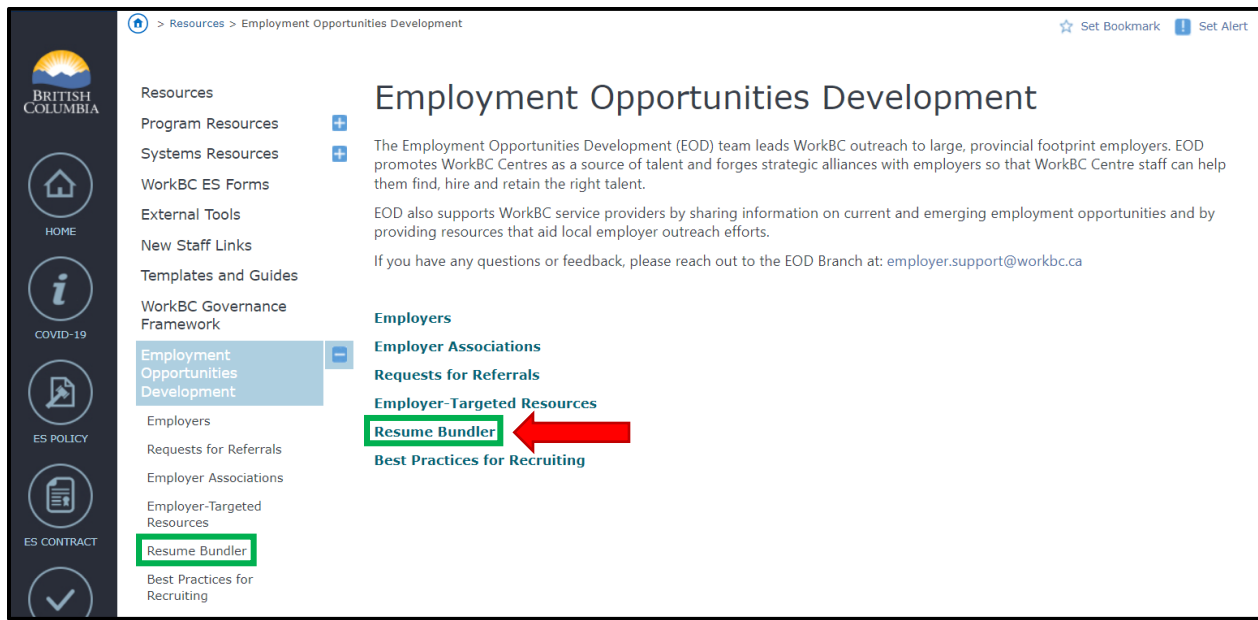 > Resources > Employment Opportunities Development
Set Bookmark
! Set Alert
BRITISH
COLUMBIA
HOME
i
COVID-19
ES POLICY
ES CONTRACT
Resources
Program Resources
Systems Resources
WorkBC ES Forms
External Tools
New Staff Links
Templates and Guides
WorkBC Governance
Framework
Employment
Opportunities
Development
Employers
Requests for Referrals
Employer Associations
Employer-Targeted
Resources
Resume Bundler
Best Practices for
Recruiting
Employment Opportunities Development
The Employment Opportunities Development (EOD) team leads WorkBC outreach to large, provincial footprint employers. EOD
promotes WorkBC Centres as a source of talent and forges strategic alliances with employers so that WorkBC Centre staff can help
them find, hire and retain the right talent.
EOD also supports WorkBC service providers by sharing information on current and emerging employment opportunities and by
providing resources that aid local employer outreach efforts.
If you have any questions or feedback, please reach out to the EOD Branch at: employer.support@workbc.ca
Employers
Employer Associations
Requests for Referrals
Employer-Targeted Resources
Resume Bundler
Best Practices for Recruiting